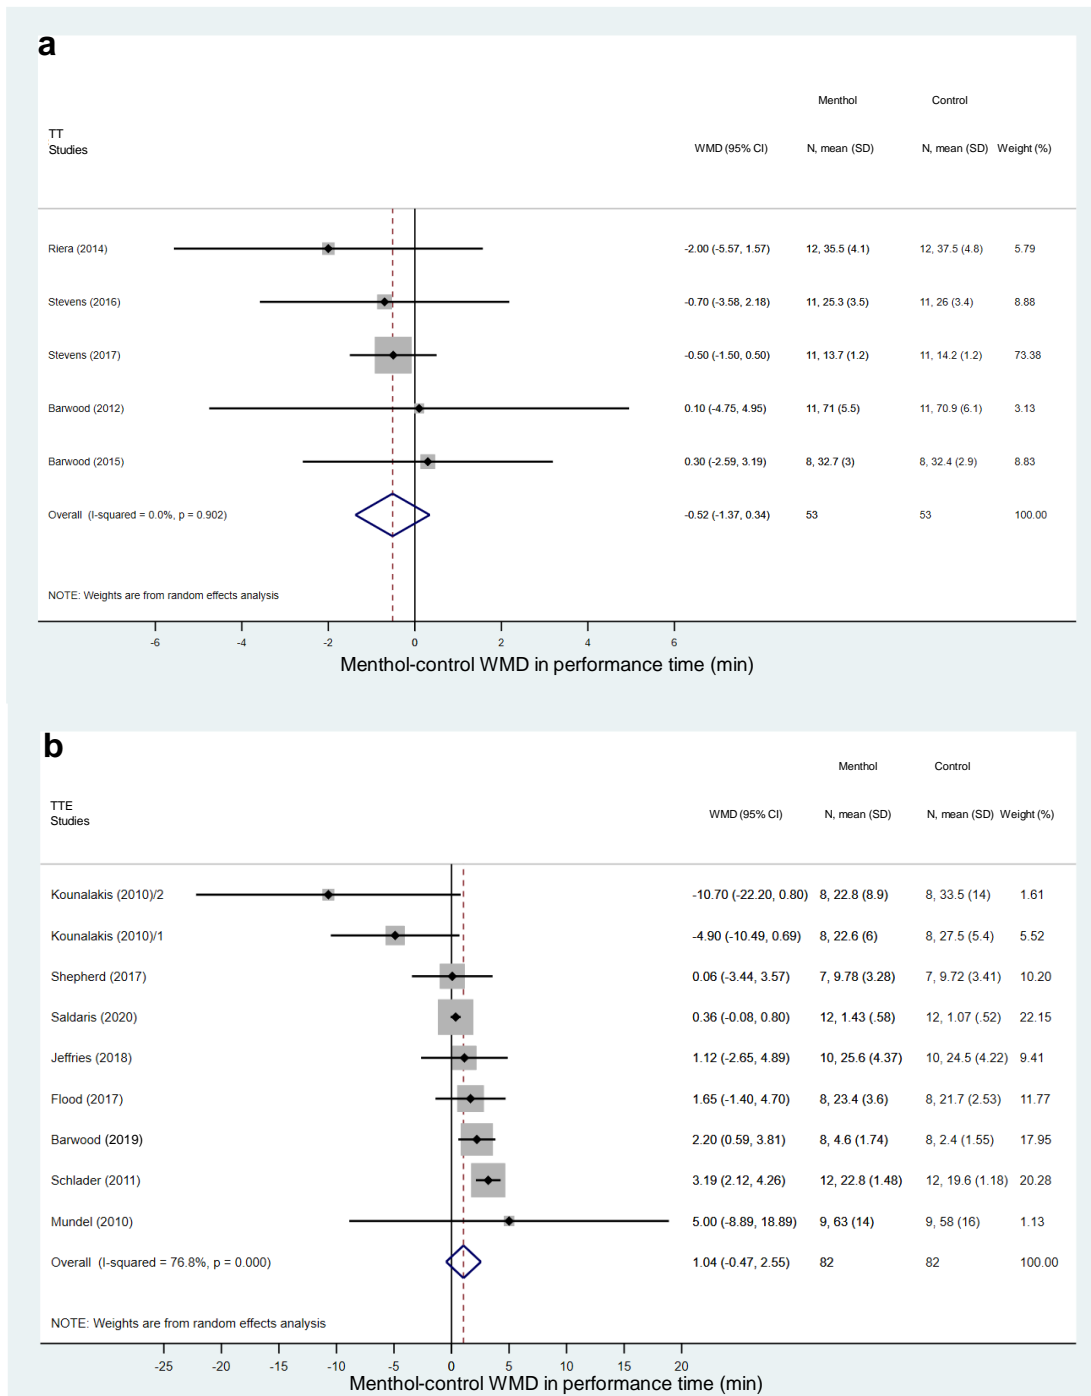 a
Menthol Control
TT
Studies
WMD (95% CI) N, mean (SD) N, mean (SD) Weight (%)
Riera (2014) -2.00 (-5.57, 1.57) 12, 35.5 (4.1) 12, 37.5 (4.8) 5.79
Stevens (2016) -0.70 (-3.58, 2.18) 11, 25.3 (3.5) 11, 26 (3.4) 8.88
Stevens (2017) -0.50 (-1.50, 0.50) 11, 13.7 (1.2) 11, 14.2 (1.2) 73.38
Barwood (2012) 0.10 (-4.75, 4.95) 11, 71 (5.5) 11, 70.9 (6.1) 3.13
Barwood (2015) 0.30 (-2.59, 3.19) 8, 32.7 (3) 8, 32.4 (2.9) 8.83
Overall (I-squared = 0.0%, p = 0.902) -0.52 (-1.37, 0.34) 53 53 100.00
NOTE: Weights are from random effects analysis
-6 -4 -2 0 2 4 6
Menthol-control WMD in performance time (min)
b
Menthol Control
TTE
Studies
WMD (95% CI) N, mean (SD) N, mean (SD) Weight (%)
Kounalakis (2010)/2 -10.70 (-22.20, 0.80) 8, 22.8 (8.9) 8, 33.5 (14) 1.61
Kounalakis (2010)/1 -4.90 (-10.49, 0.69) 8, 22.6 (6) 8, 27.5 (5.4) 5.52
Shepherd (2017) 0.06 (-3.44, 3.57) 7, 9.78 (3.28) 7, 9.72 (3.41) 10.20
Saldaris (2020) 0.36 (-0.08, 0.80) 12, 1.43 (.58) 12, 1.07 (.52) 22.15
Jeffries (2018) 1.12 (-2.65, 4.89) 10, 25.6 (4.37) 10, 24.5 (4.22) 9.41
Flood (2017) 1.65 (-1.40, 4.70) 8, 23.4 (3.6) 8, 21.7 (2.53) 11.77
Barwood (2019) 2.20 (0.59, 3.81) 8, 4.6 (1.74) 8, 2.4 (1.55) 17.95
Schlader (2011) 3.19 (2.12, 4.26) 12, 22.8 (1.48) 12, 19.6 (1.18) 20.28
Mundel (2010) 5.00 (-8.89, 18.89) 9, 63 (14) 9, 58 (16) 1.13
Overall (I-squared = 76.8%, p = 0.000) 1.04 (-0.47, 2.55) 82 82 100.00
NOTE: Weights are from random effects analysis
-25 -20 -15 -10 -5 0 5 10 15 20
Menthol-control WMD in performance time (min)